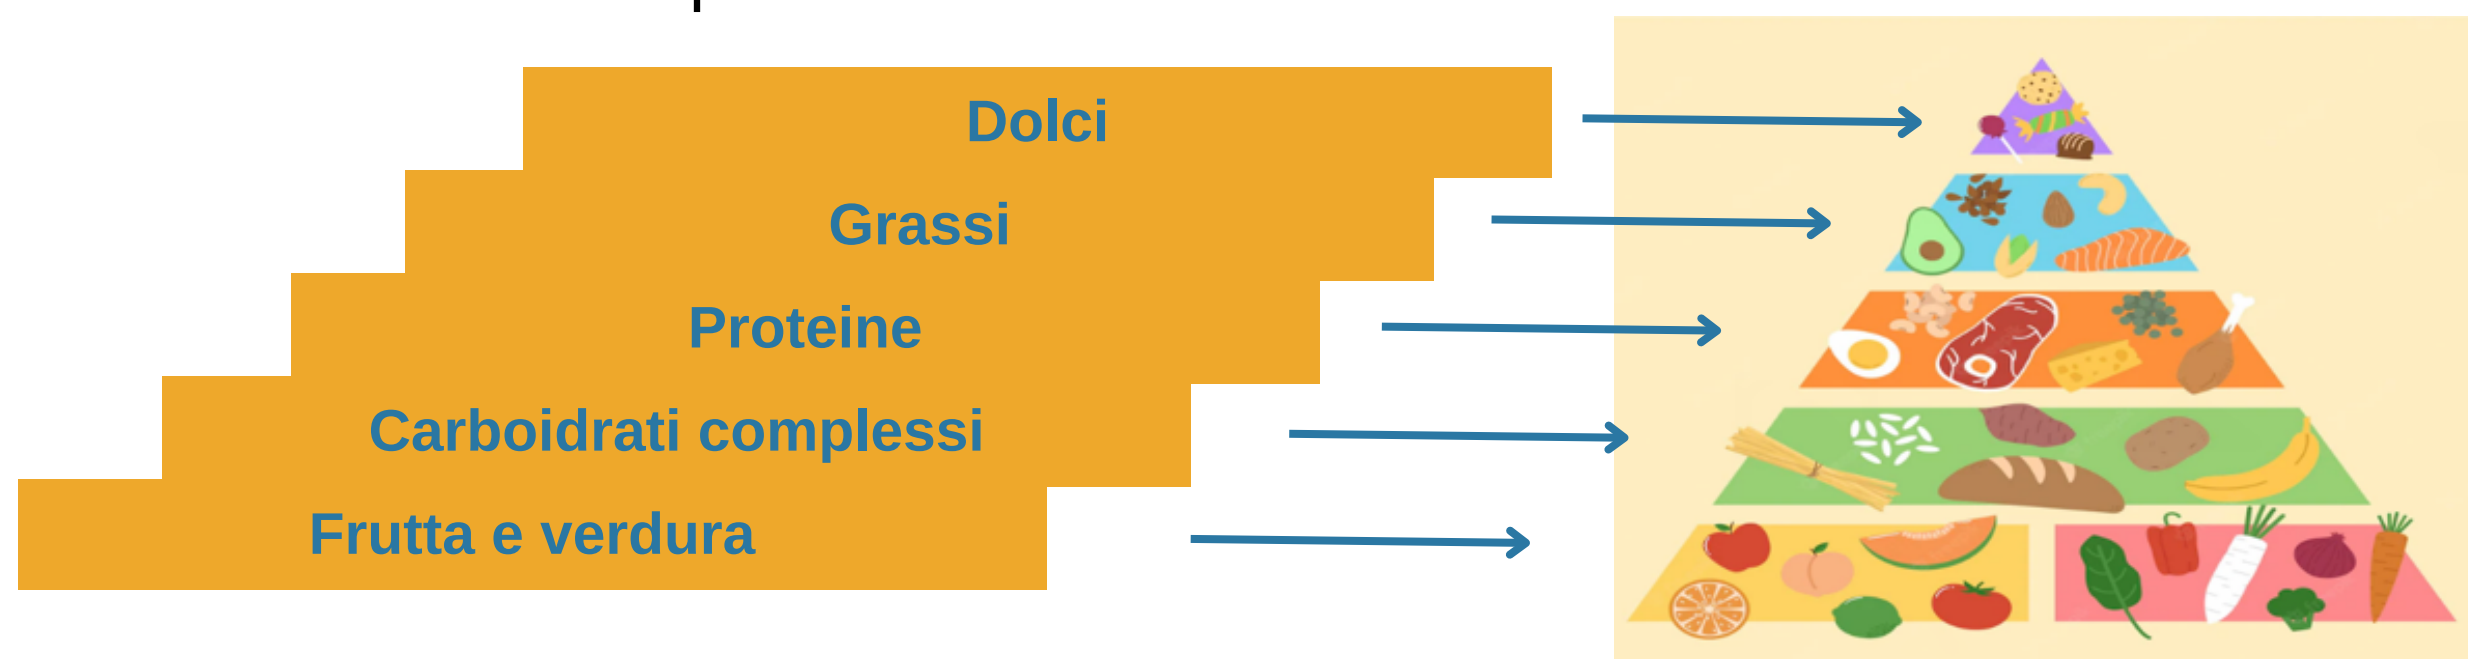 Dolci
Grassi
Proteine
Carboidrati complessi
Frutta e verdura